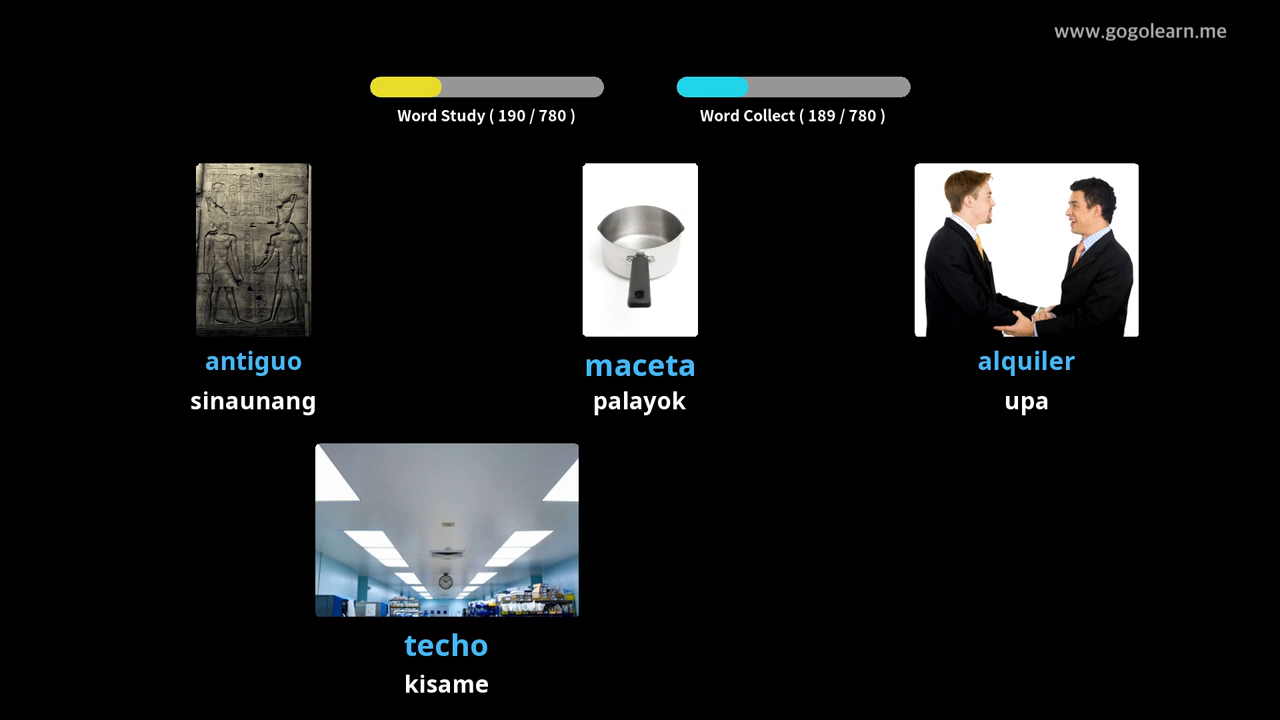 www.gogolearn.me
Word Study ( 190 / 780 )
Word Collect ( 189 / 780 )
antiguo
sinaunang
maceta
palayok
alquiler
upa
techo
kisame